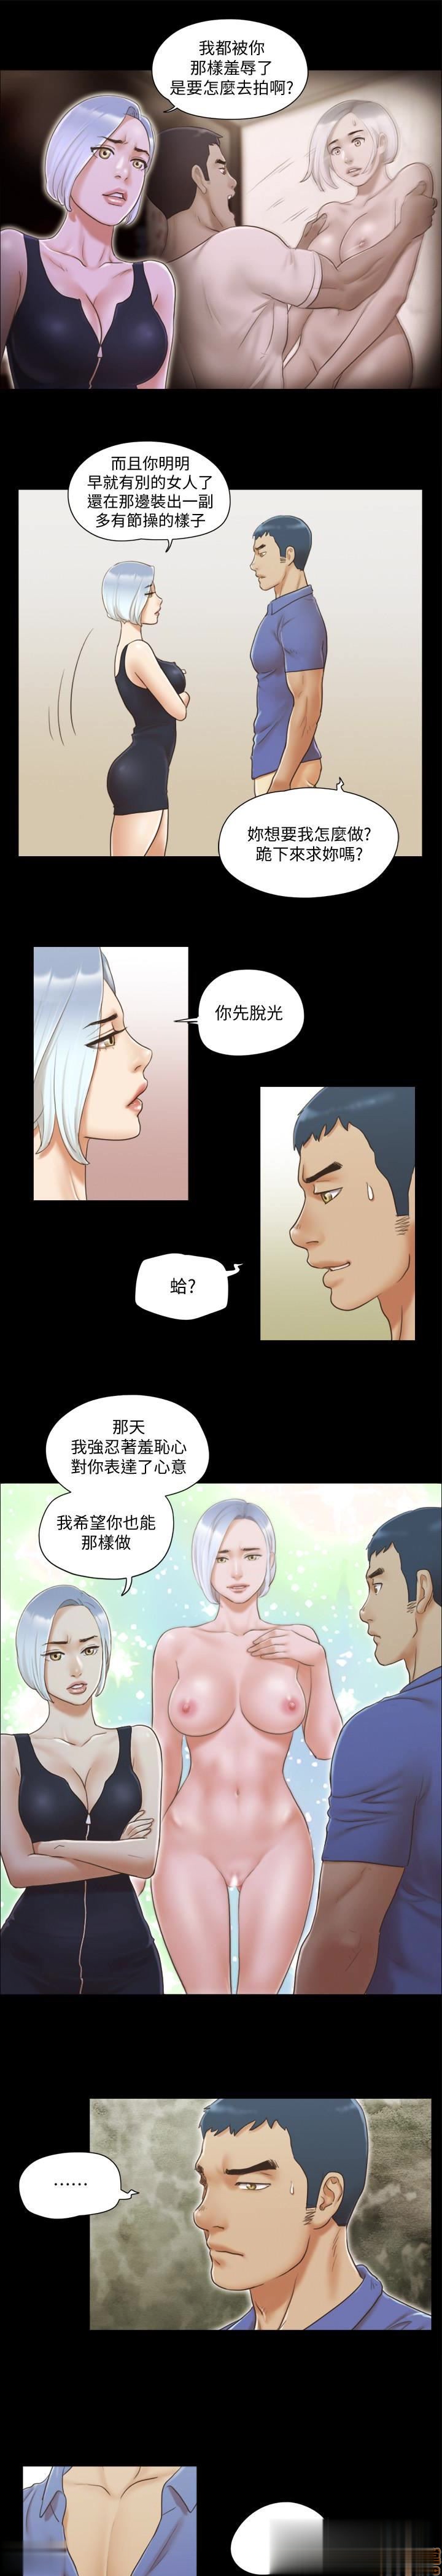 我都被你
那樣羞辱了
是要怎麼去拍啊?
而且你明明
早就有別的女人了
還在那邊裝出一副
多有節操的樣子
妳想要我怎麼做?
跪下來求妳嗎?
你先脫光
蛤?
那天
我強忍著羞恥心
對你表達了心意
我希望你也能
那樣做
……